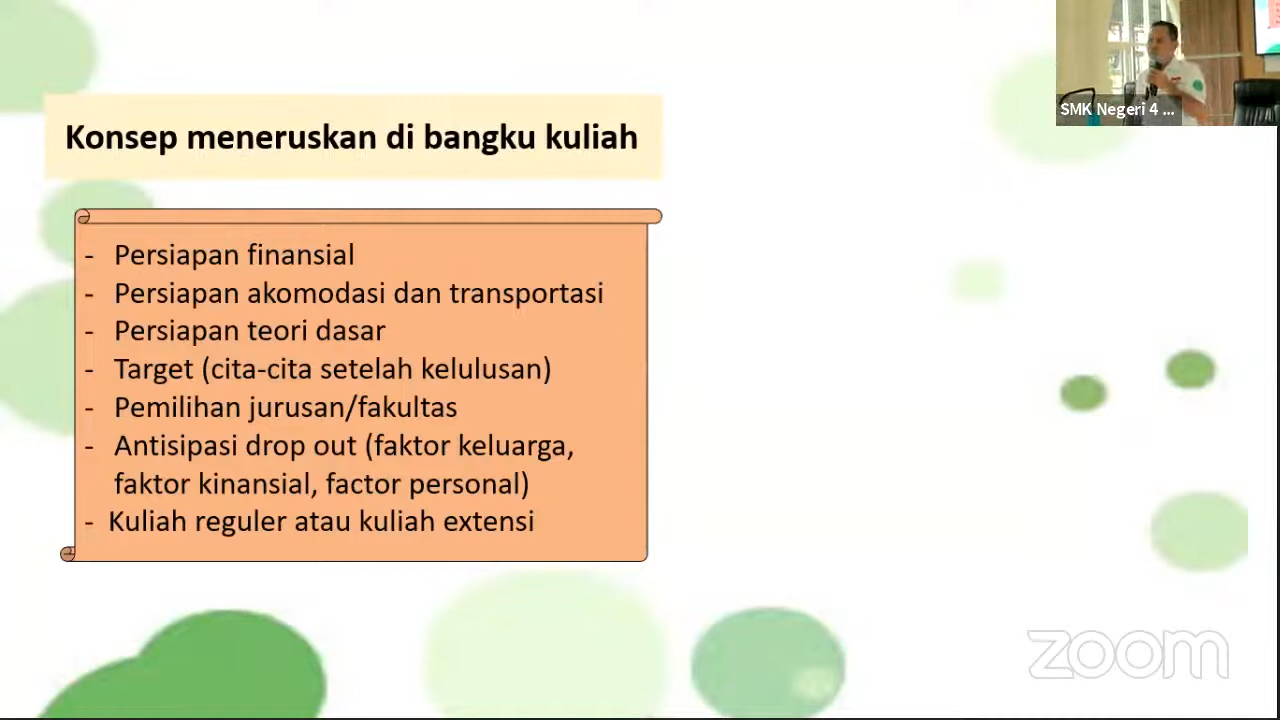 SMK Negeri 4 ...
Konsep meneruskan di bangku kuliah
- Persiapan finansial
- Persiapan akomodasi dan transportasi
- Persiapan teori dasar
- Target (cita-cita setelah kelulusan)
- Pemilihan jurusan/fakultas
- Antisipasi drop out (faktor keluarga,
faktor kinansial, factor personal)
- Kuliah reguler atau kuliah extensi
zoom